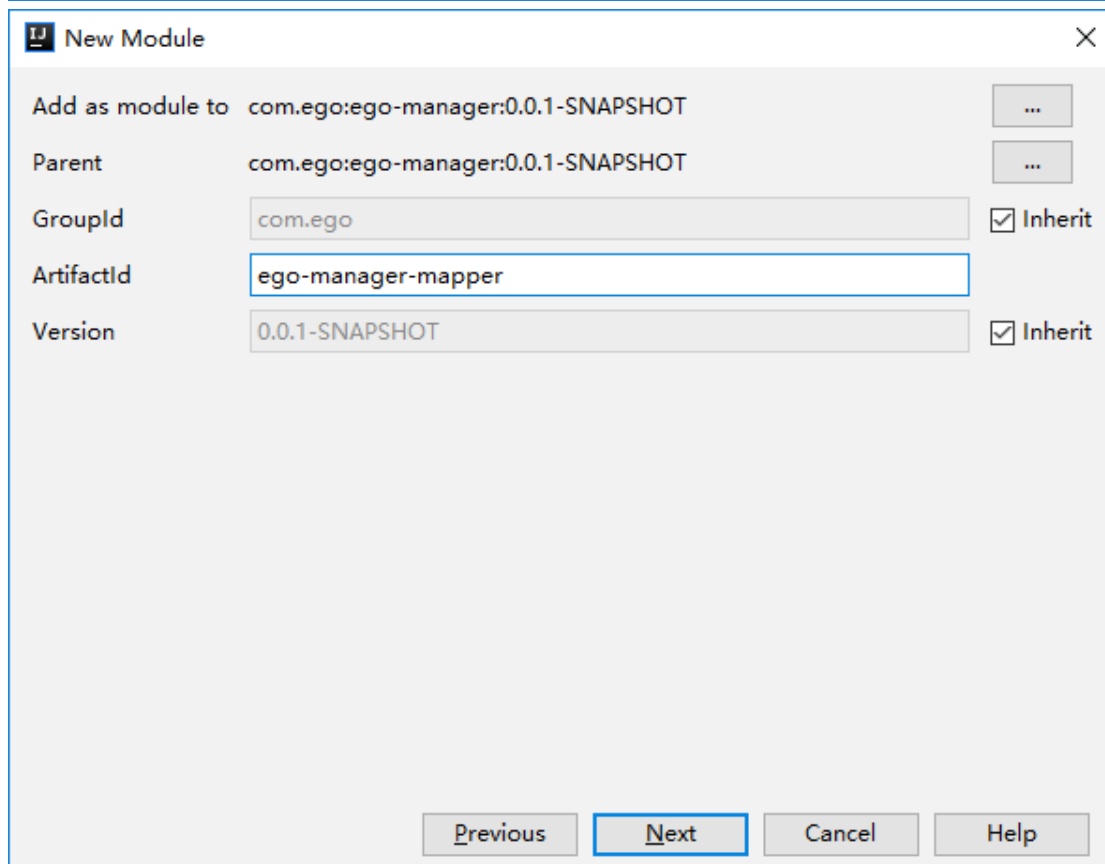 IJ New Module
Add as module to com.ego:ego-manager:0.0.1-SNAPSHOT ...
Parent com.ego:ego-manager:0.0.1-SNAPSHOT ...
GroupId com.ego Inherit
ArtifactId ego-manager-mapper
Version 0.0.1-SNAPSHOT Inherit
Previous Next Cancel Help